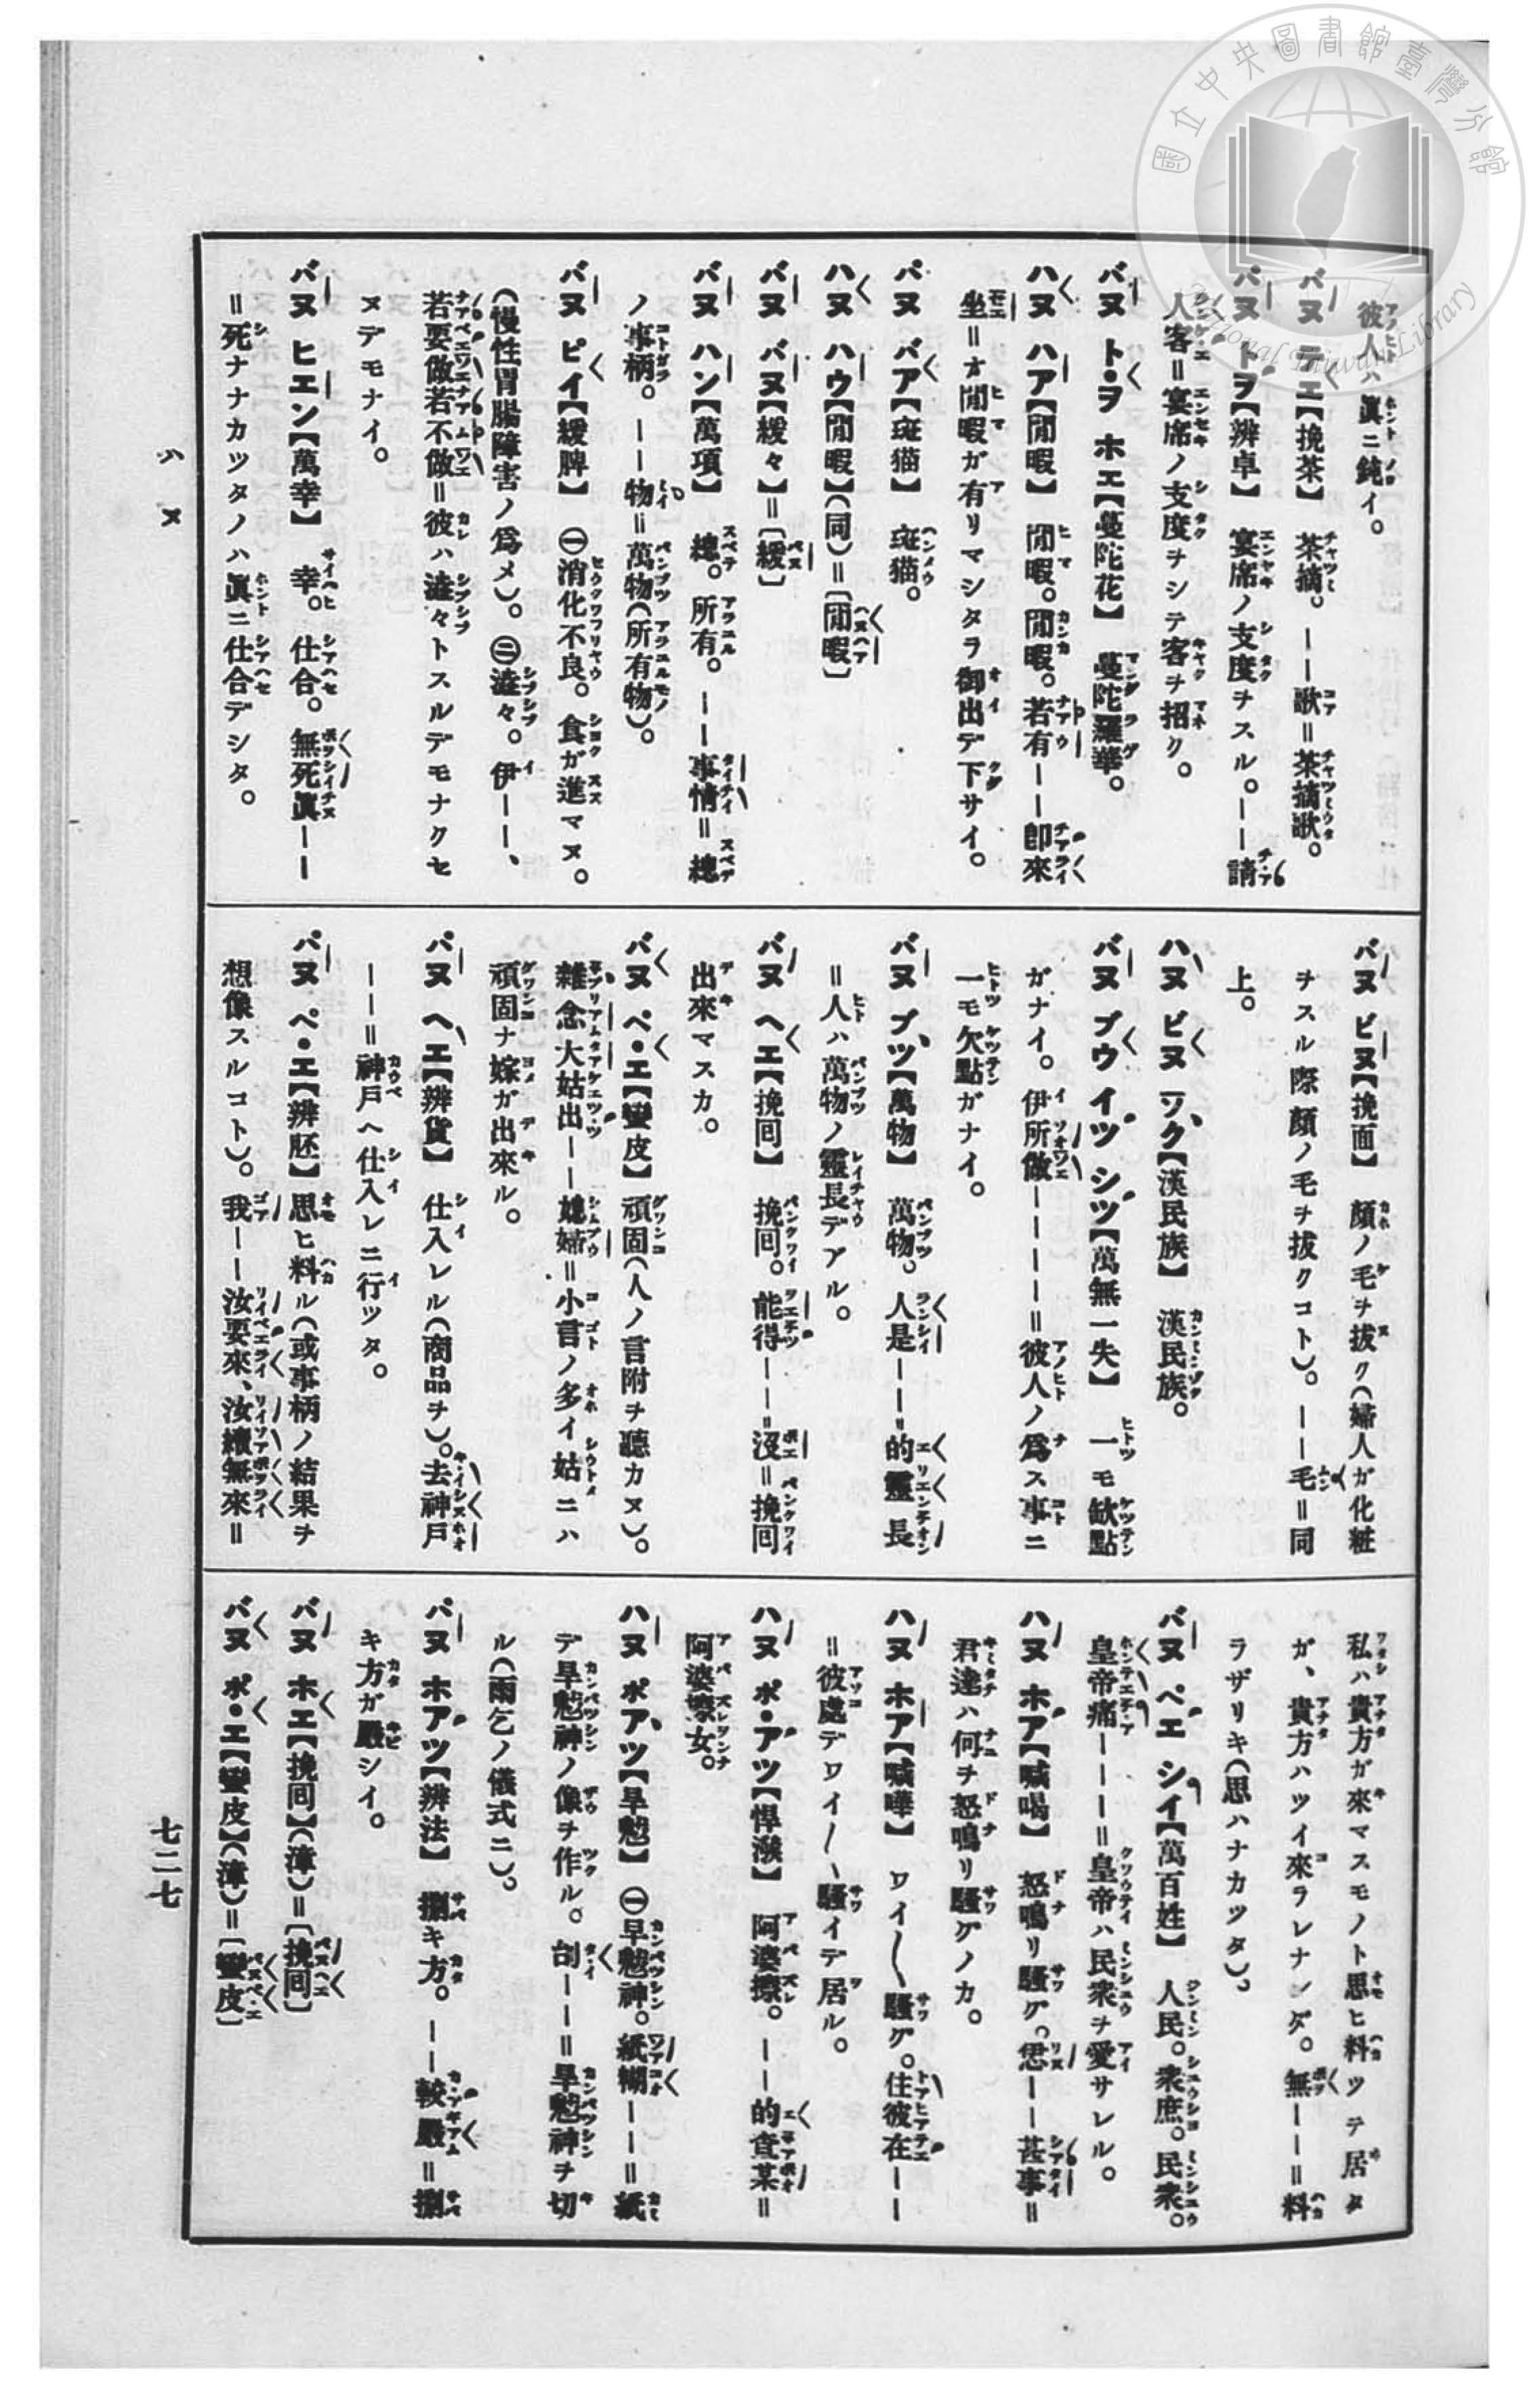 彼人ハ眞ニ鈍イ。
バヌ テエ【挽茶】 茶摘。――歌＝茶摘歌。
バヌ トヲ【辨卓】 宴席ノ支度ヲスル。――請
人客＝宴席ノ支度ヲシテ客ヲ招ク。
バヌ ト・ヲ ホエ【蔓陀花】 蔓陀羅華。
ハヌ ハア【閒暇】 閒暇。閒暇。若有――卽來
坐＝オ閒暇ガ有リマシタラ御出デ下サイ。
バヌ バア【斑猫】 斑猫。
ハヌ ハウ【閒暇】(同)＝〔閒暇〕
バヌ バヌ【緩々】＝〔緩〕
バヌ ハン【萬項】 總。所有。――事情＝總
ノ事柄。――物＝萬物(所有物)。
バヌ ピイ【緩脾】 ㊀消化不良。食ガ進マヌ。
(慢性胃腸障害ノ爲メ)。㊁澁々。伊――、
若要做若不做＝彼ハ澁々トスルデモナクセ
ヌデモナイ。
バヌ ヒエン【萬幸】 幸。仕合。無死眞――
＝死ナナカツタノハ眞ニ仕合デシタ。
バヌ ビヌ【挽面】 顏ノ毛ヲ拔ク(婦人ガ化粧
ヲスル際顏ノ毛ヲ拔クコト)。――毛＝同
上。
ハヌ ビヌ ヲク【漢民族】 漢民族。
バヌ ブウ イツ シツ【萬無一失】 一モ缺點
ガナイ。伊所做――――＝彼人ノ爲ス事ニ
一モ欠點ガナイ。
バヌ ブツ【萬物】 萬物。人是――的靈長
＝人ハ萬物ノ靈長デアル。
バヌ ヘエ【挽囘】 挽囘。能得――沒＝挽囘
出來マスカ。
バヌ ペ・エ【蠻皮】 頑固(人ノ言附ヲ聽カヌ)。
雜念大姑出――媳婦＝小言ノ多イ姑ニハ
頑固ナ嫁ガ出來ル。
バヌ ヘエ【辨貨】 仕入レル(商品ヲ)。去神戶
――＝神戶ヘ仕入レニ行ツタ。
バヌ ペ・エ【辨胚】 思ヒ料ル(或事柄ノ結果ヲ
想像スルコト)。我――汝要來、汝續無來＝
私ハ貴方ガ來マスモノト思ヒ料ツテ居タ
ガ、貴方ハツイ來ラレナンダ。無――＝料
ラザリキ(思ハナカツタ)。
バヌ ペエ シイ【萬百姓】 人民。衆庶。民衆。
皇帝痛―――＝皇帝ハ民衆ヲ愛サレル。
ハヌ ホア【喊喝】 怒鳴リ騷グ。恁――甚事＝
君達ハ何ヲ怒鳴リ騷グノカ。
ハヌ ホア【喊嘩】 ワイ〱騷グ。住彼在――
＝彼處デワイ〱騷イデ居ル。
ハヌ ポ・アツ【悍潑】 阿婆擦。――的査某＝
阿婆擦女。
ハヌ ポアツ【旱魃】 ㊀旱魃神。紙糊――＝紙
デ旱魃神ノ像ヲ作ル。刣――＝旱魃神ヲ切
ル(雨乞ノ儀式ニ)。
バヌ ホアツ【辨法】 捌キ方。――較嚴＝捌
キ方ガ嚴シイ。
バヌ ホエ【挽囘】(漳)＝〔挽囘〕
バヌ ポ・エ【蠻皮】(漳)＝〔蠻皮〕
ハ ヌ
七二七
國立中央圖書館臺灣分館
National Taiwan Library